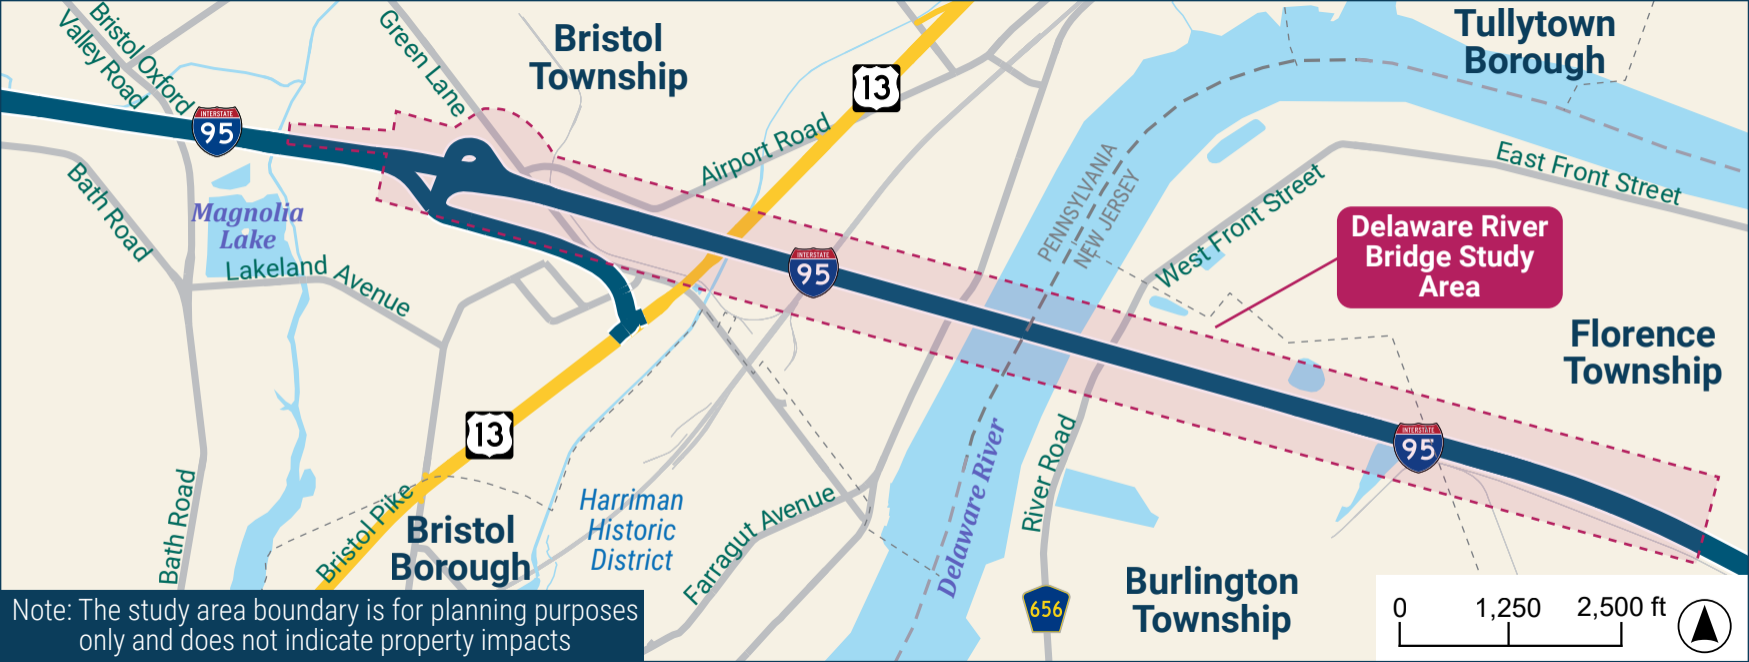 Bristol Oxford
Valley Road
Green Lane
Bristol
Township
13
Tullytown
Borough
INTERSTATE
95
Airport Road
PENNSYLVANIA
NEW JERSEY
East Front Street
West Front Street
Bath Road
Magnolia
Lake
Lakeland Avenue
INTERSTATE
95
Delaware River
Bridge Study
Area
Florence
Township
13
INTERSTATE
95
Bath Road
Bristol Pike
Bristol
Borough
Harriman
Historic
District
Farragut Avenue
Delaware River
River Road
656
Burlington
Township
Note: The study area boundary is for planning purposes
only and does not indicate property impacts
0 1,250 2,500 ft